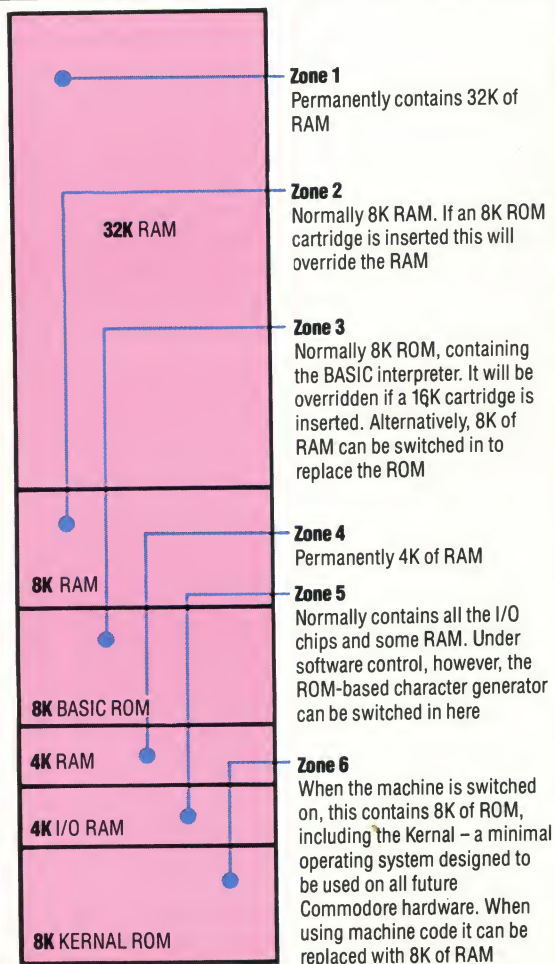 Zone 1
Permanently contains 32K of
RAM
Zone 2
Normally 8K RAM. If an 8K ROM
cartridge is inserted this will
override the RAM
32K RAM
Zone 3
Normally 8K ROM, containing
the BASIC interpreter. It will be
overridden if a 16K cartridge is
inserted. Alternatively, 8K of
RAM can be switched in to
replace the ROM
Zone 4
Permanently 4K of RAM
8K RAM
Zone 5
Normally contains all the I/O
chips and some RAM. Under
software control, however, the
ROM-based character generator
can be switched in here
8K BASIC ROM
4K RAM
Zone 6
When the machine is switched
on, this contains 8K of ROM,
including the Kernal – a minimal
operating system designed to
be used on all future
Commodore hardware. When
using machine code it can be
replaced with 8K of RAM
4K I/O RAM
8K KERNAL ROM